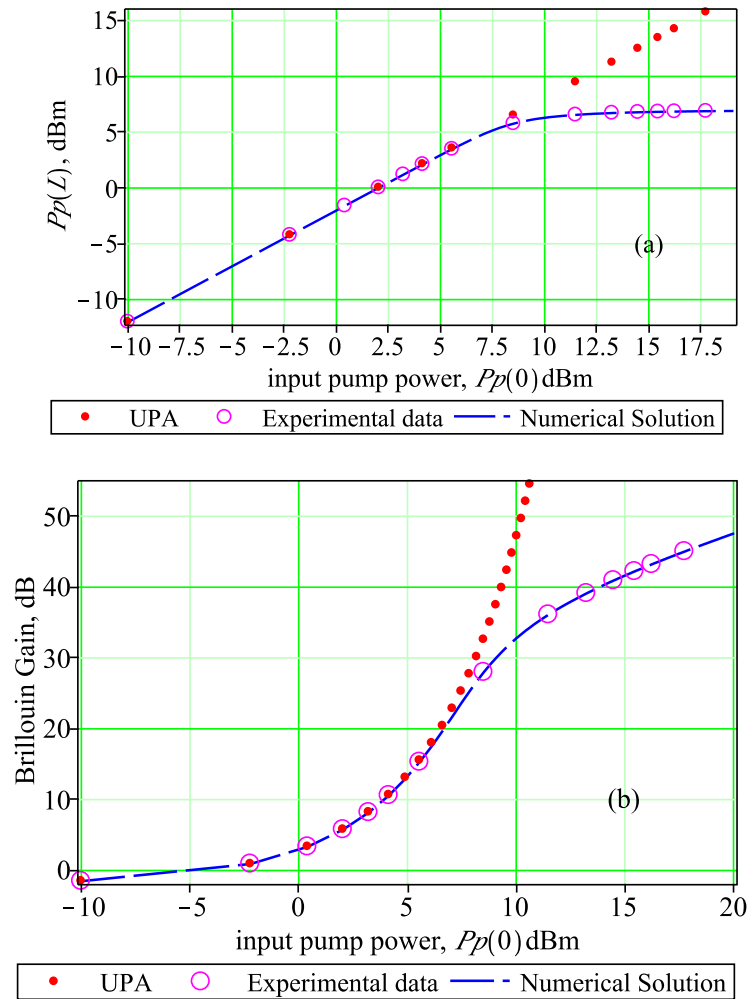 15
10
5
0
−5
−10
Pp(L), dBm
(a)
−10 −7.5 −5 −2.5 0 2.5 5 7.5 10 12.5 15 17.5
input pump power, Pp(0) dBm
UPA Experimental data Numerical Solution
50
40
30
20
10
0
Brillouin Gain, dB
(b)
−10 −5 0 5 10 15 20
input pump power, Pp(0) dBm
UPA Experimental data Numerical Solution